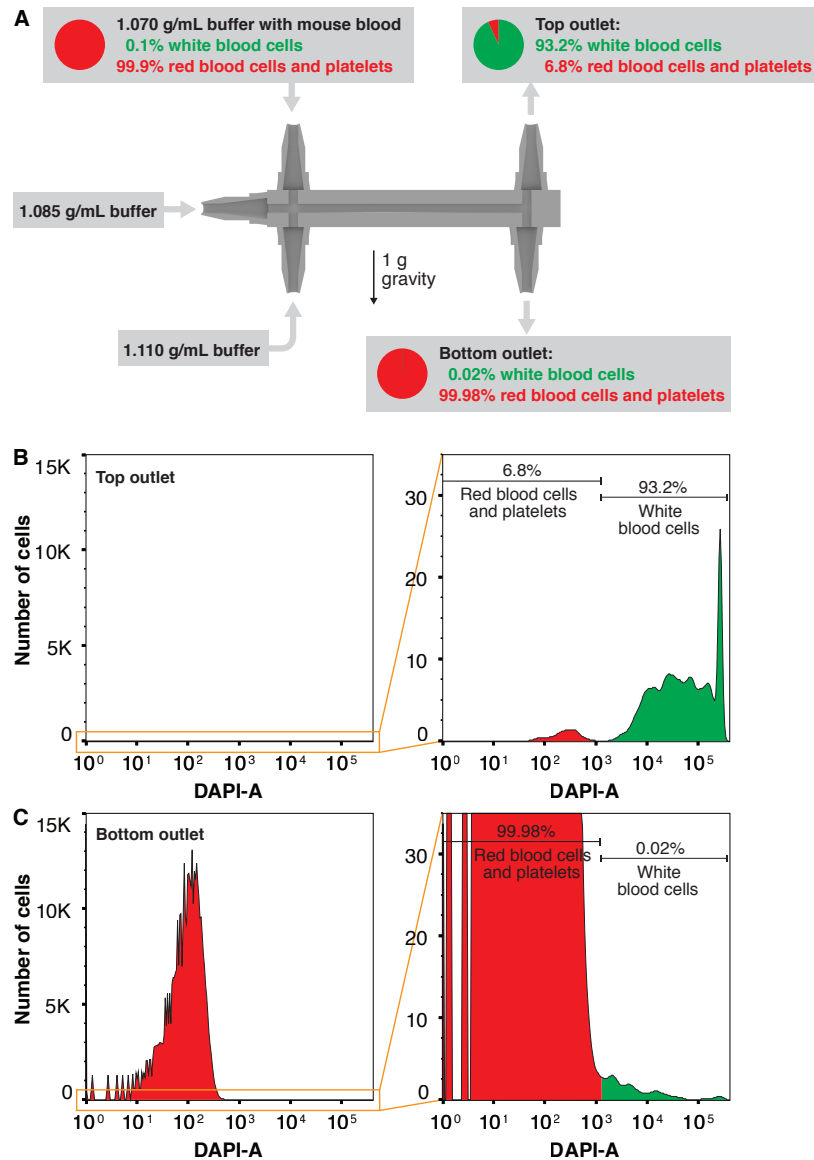 A
1.070 g/mL buffer with mouse blood
0.1% white blood cells
99.9% red blood cells and platelets
Top outlet:
93.2% white blood cells
6.8% red blood cells and platelets
1.085 g/mL buffer
1 g
gravity
1.110 g/mL buffer
Bottom outlet:
0.02% white blood cells
99.98% red blood cells and platelets
B
Top outlet
Number of cells
15K
10K
5K
0
10⁰ 10¹ 10² 10³ 10⁴ 10⁵
DAPI-A
6.8%
Red blood cells
and platelets
93.2%
White
blood cells
30
20
10
0
10⁰ 10¹ 10² 10³ 10⁴ 10⁵
DAPI-A
C
Bottom outlet
Number of cells
15K
10K
5K
0
10⁰ 10¹ 10² 10³ 10⁴ 10⁵
DAPI-A
99.98%
Red blood cells
and platelets
0.02%
White
blood cells
30
20
10
0
10⁰ 10¹ 10² 10³ 10⁴ 10⁵
DAPI-A